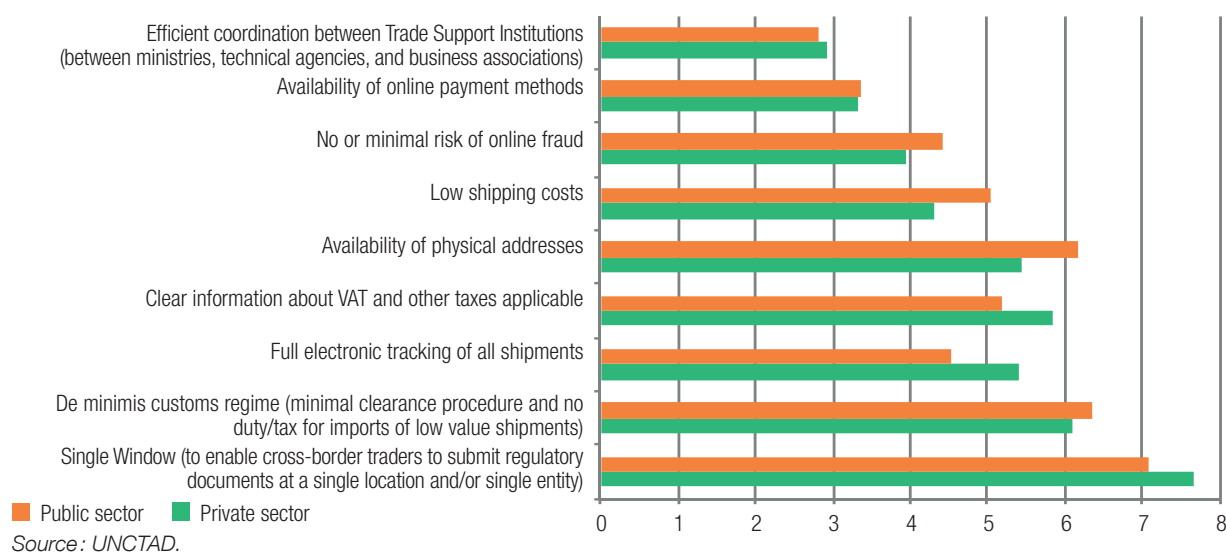 Efficient coordination between Trade Support Institutions
(between ministries, technical agencies, and business associations)
Availability of online payment methods
No or minimal risk of online fraud
Low shipping costs
Availability of physical addresses
Clear information about VAT and other taxes applicable
Full electronic tracking of all shipments
De minimis customs regime (minimal clearance procedure and no
duty/tax for imports of low value shipments)
Single Window (to enable cross-border traders to submit regulatory
documents at a single location and/or single entity)
0 1 2 3 4 5 6 7 8
Public sector Private sector
Source: UNCTAD.